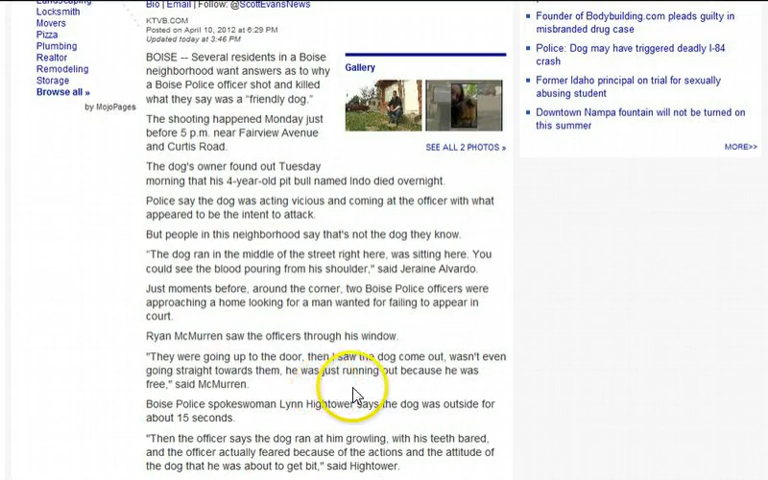 Landscaping
Locksmith
Movers
Pizza
Plumbing
Realtor
Remodeling
Storage
Browse all »
by MojoPages
Bio | Email | Follow: @ScottEvansNews
KTVB.COM
Posted on April 10, 2012 at 6:29 PM
Updated today at 3:46 PM
BOISE -- Several residents in a Boise
neighborhood want answers as to why
a Boise Police officer shot and killed
what they say was a “friendly dog.”
The shooting happened Monday just
before 5 p.m. near Fairview Avenue
and Curtis Road.
The dog's owner found out Tuesday
morning that his 4-year-old pit bull named Indo died overnight.
Police say the dog was acting vicious and coming at the officer with what
appeared to be the intent to attack.
But people in this neighborhood say that's not the dog they know.
“The dog ran in the middle of the street right here, was sitting here. You
could see the blood pouring from his shoulder,” said Jeraine Alvardo.
Just moments before, around the corner, two Boise Police officers were
approaching a home looking for a man wanted for failing to appear in
court.
Ryan McMurren saw the officers through his window.
"They were going up to the door, then I saw the dog come out, wasn't even
going straight towards them, he was just running out because he was
free,” said McMurren.
Boise Police spokeswoman Lynn Hightower says the dog was outside for
about 15 seconds.
"Then the officer says the dog ran at him growling, with his teeth bared,
and the officer actually feared because of the actions and the attitude of
the dog that he was about to get bit," said Hightower.
Gallery
SEE ALL 2 PHOTOS »
Founder of Bodybuilding.com pleads guilty in
misbranded drug case
Police: Dog may have triggered deadly I-84
crash
Former Idaho principal on trial for sexually
abusing student
Downtown Nampa fountain will not be turned on
this summer
MORE>>